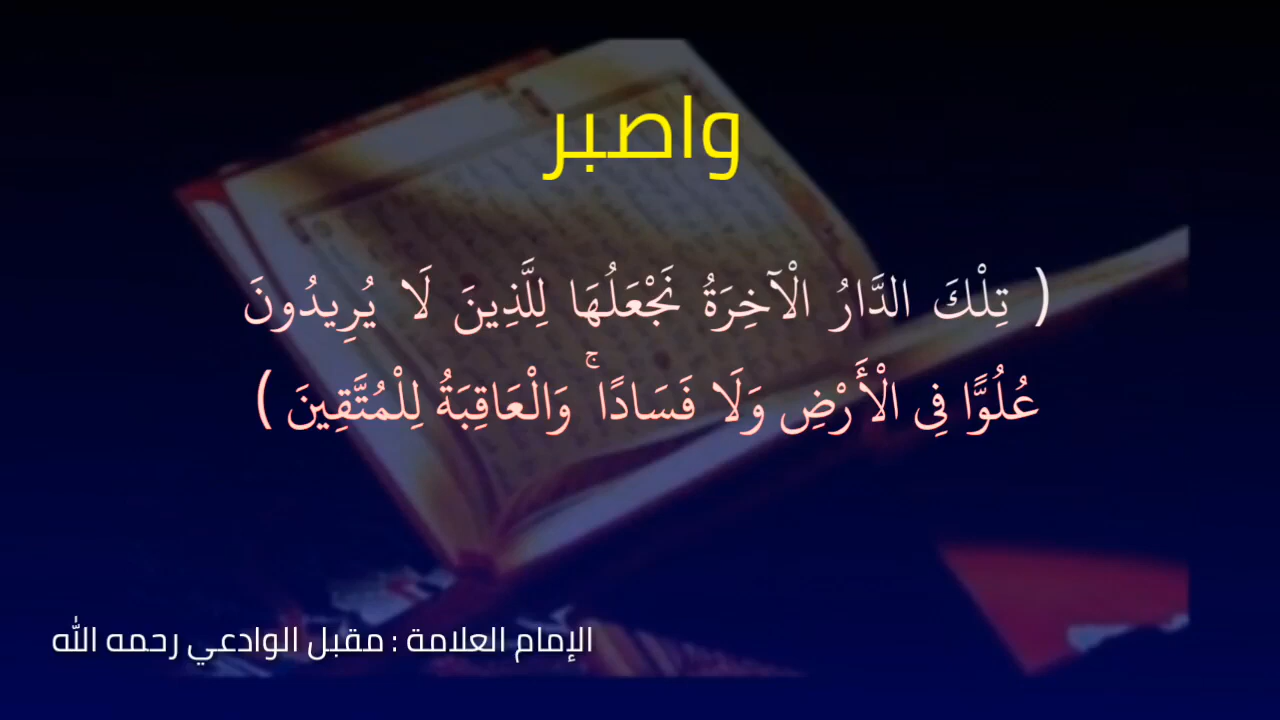 واصبر
( تِلْكَ الدَّارُ الْآخِرَةُ نَجْعَلُهَا لِلَّذِينَ لَا يُرِيدُونَ
عُلُوًّا فِي الْأَرْضِ وَلَا فَسَادًا ۚ وَالْعَاقِبَةُ لِلْمُتَّقِينَ )
الإمام العلامة : مقبل الوادعي رحمه الله